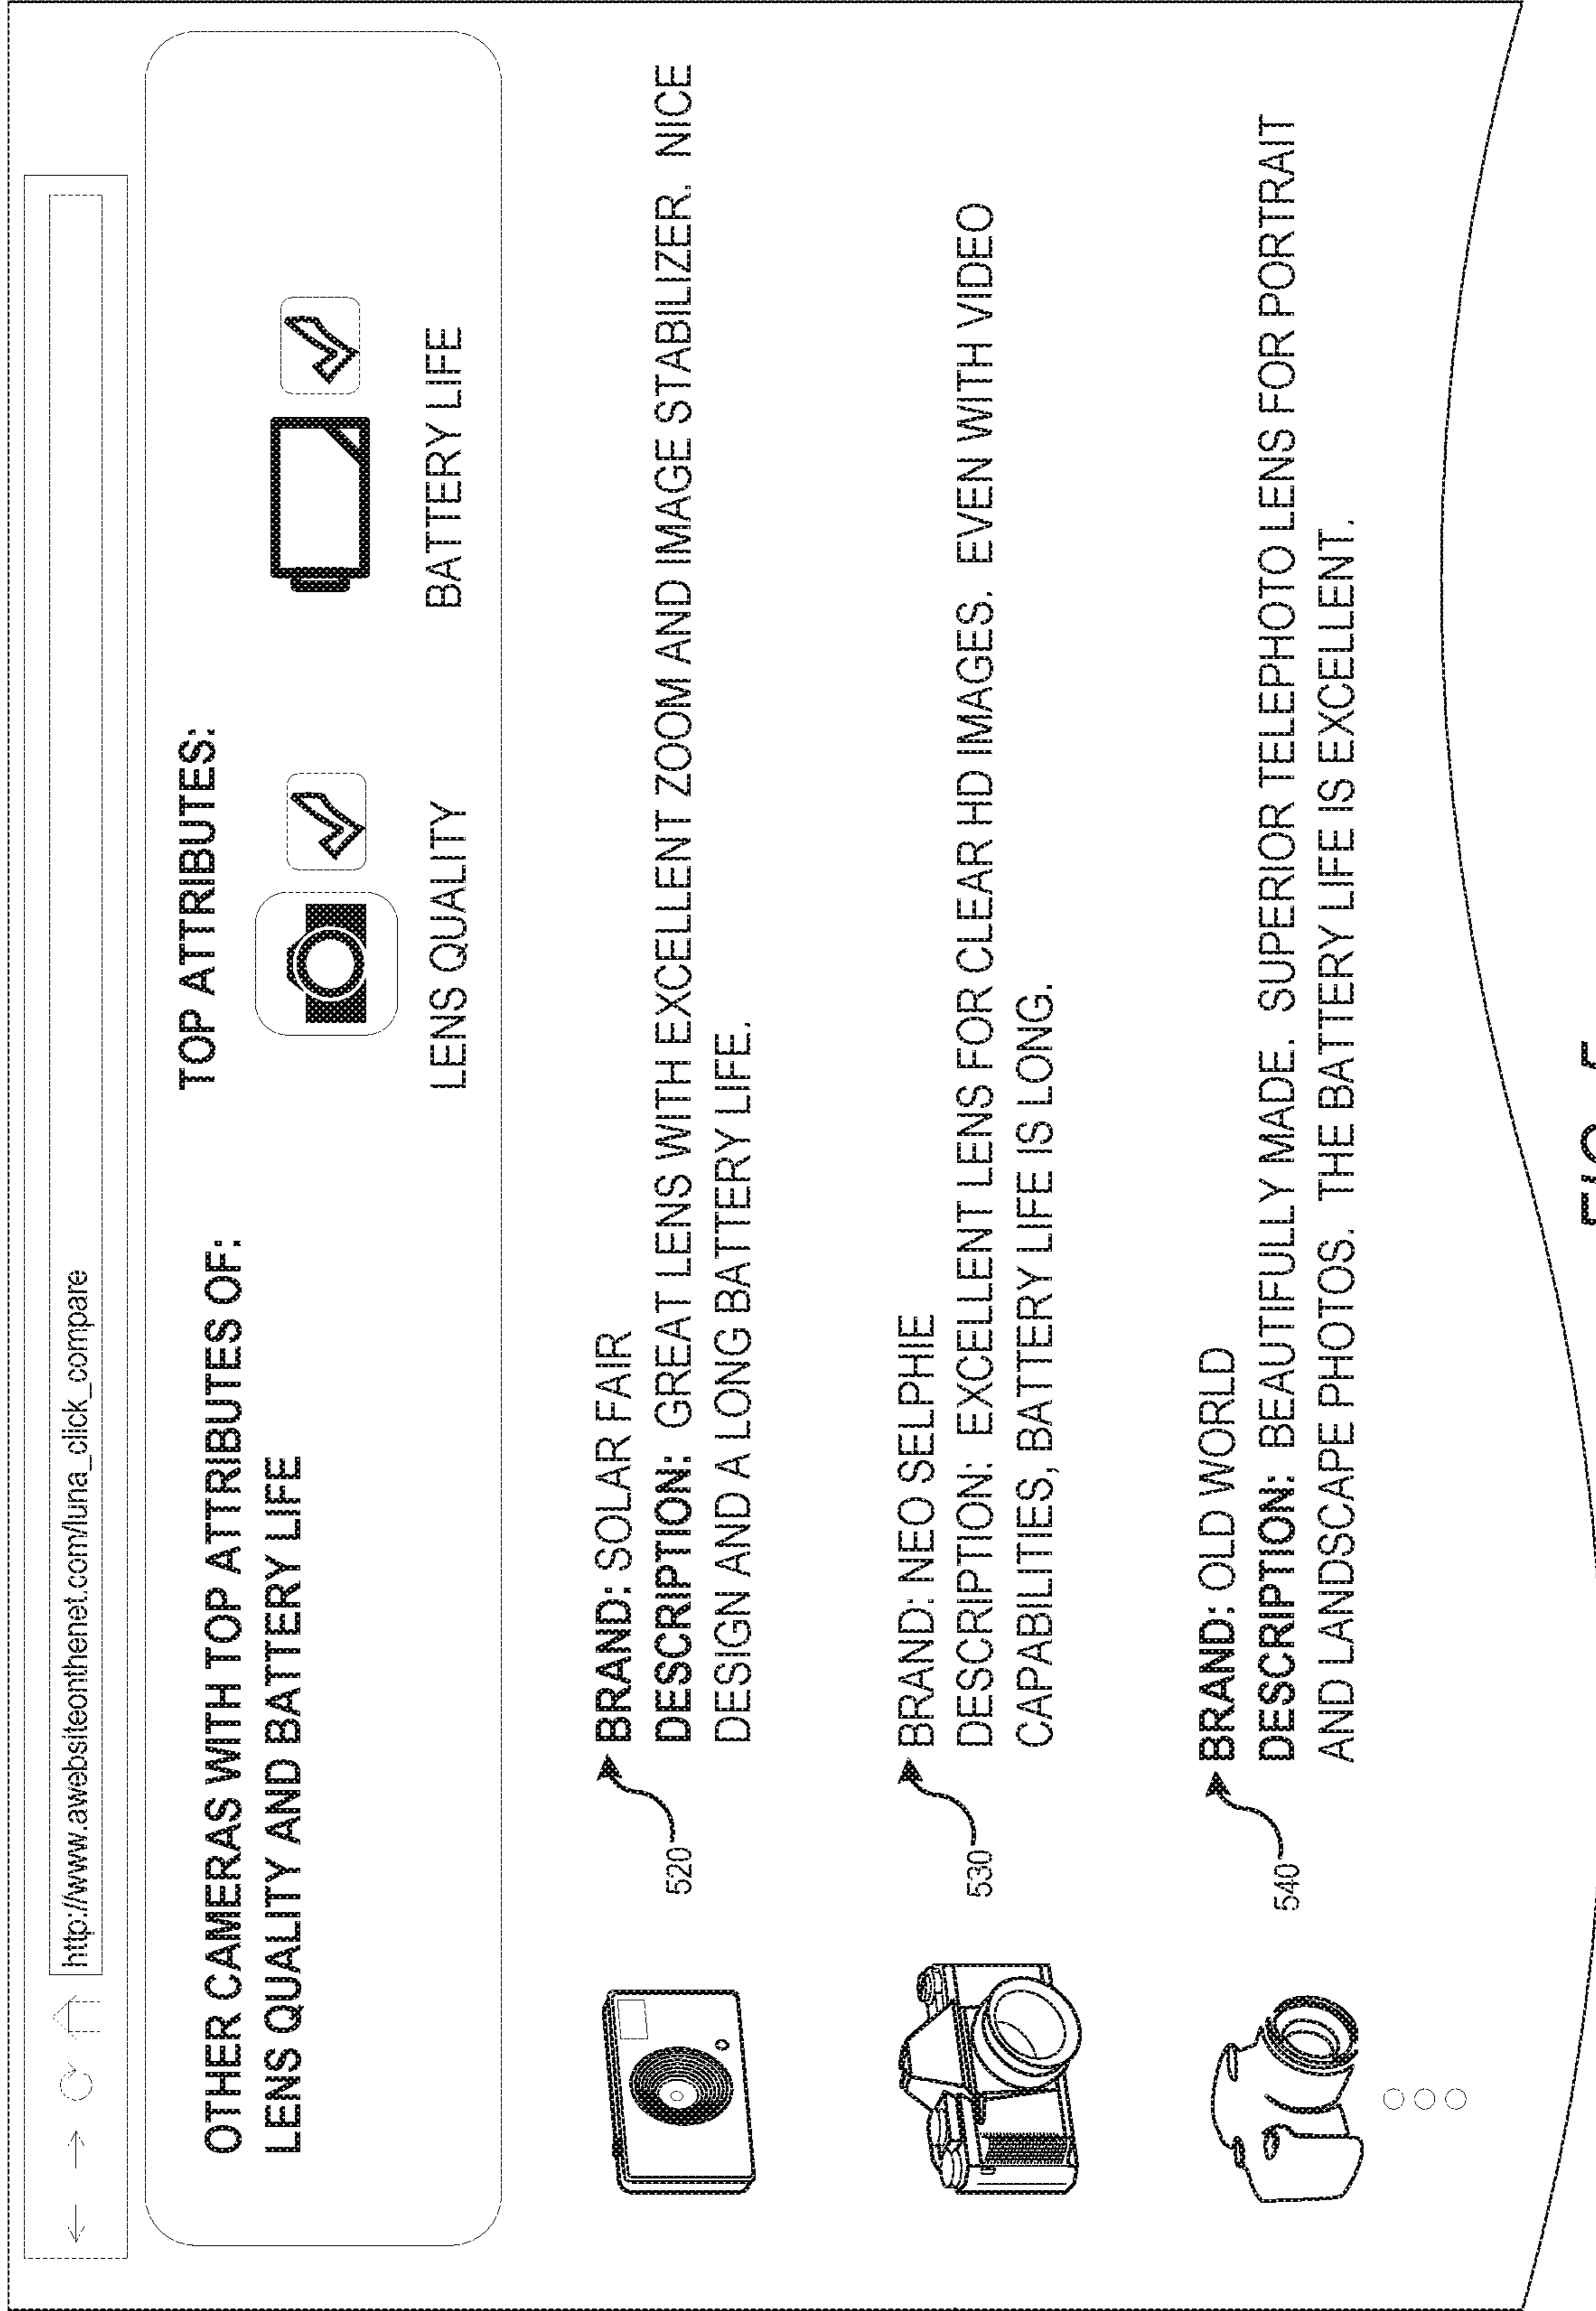 http://www.awebsiteonthenet.com/luna_click_compare
OTHER CAMERAS WITH TOP ATTRIBUTES OF:
LENS QUALITY AND BATTERY LIFE
TOP ATTRIBUTES:
LENS QUALITY
BATTERY LIFE
520
BRAND: SOLAR FAIR
DESCRIPTION: GREAT LENS WITH EXCELLENT ZOOM AND IMAGE STABILIZER. NICE
DESIGN AND A LONG BATTERY LIFE.
530
BRAND: NEO SELPHIE
DESCRIPTION: EXCELLENT LENS FOR CLEAR HD IMAGES. EVEN WITH VIDEO
CAPABILITIES, BATTERY LIFE IS LONG.
540
BRAND: OLD WORLD
DESCRIPTION: BEAUTIFULLY MADE. SUPERIOR TELEPHOTO LENS FOR PORTRAIT
AND LANDSCAPE PHOTOS. THE BATTERY LIFE IS EXCELLENT.